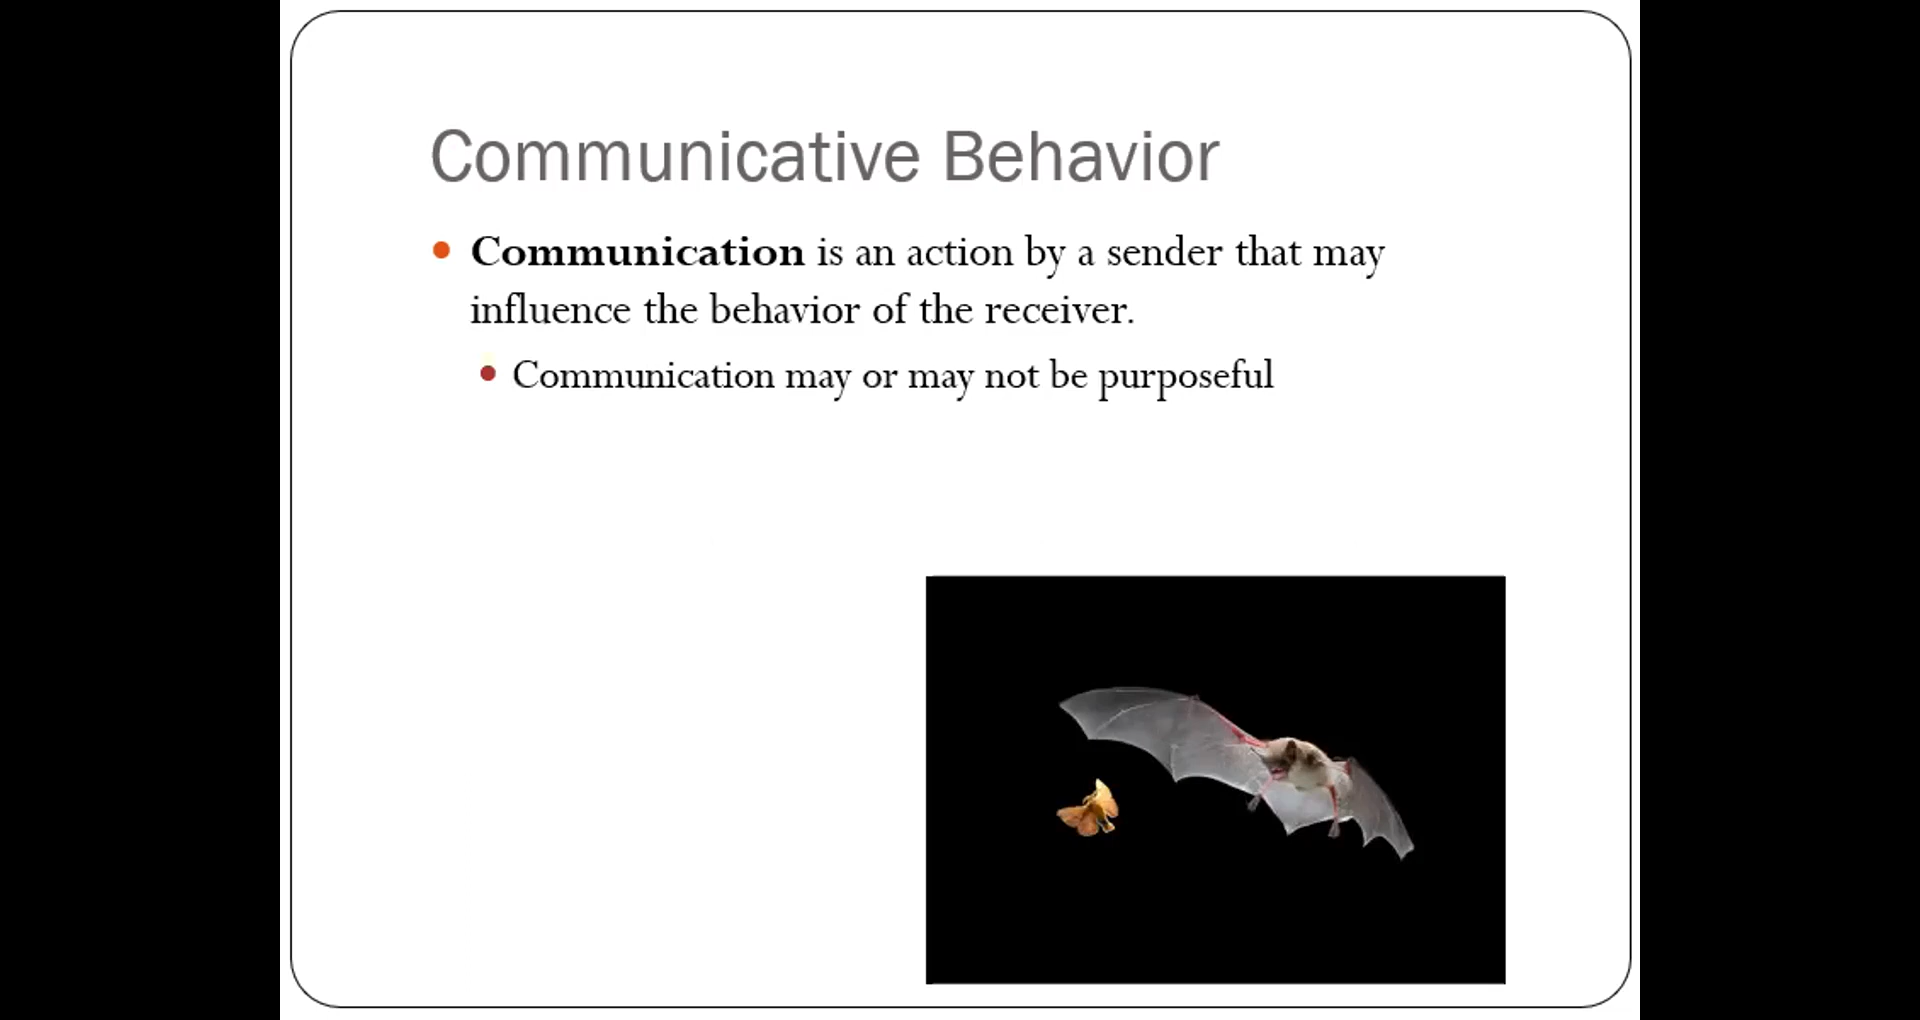 Communicative Behavior
Communication is an action by a sender that may
influence the behavior of the receiver.
Communication may or may not be purposeful